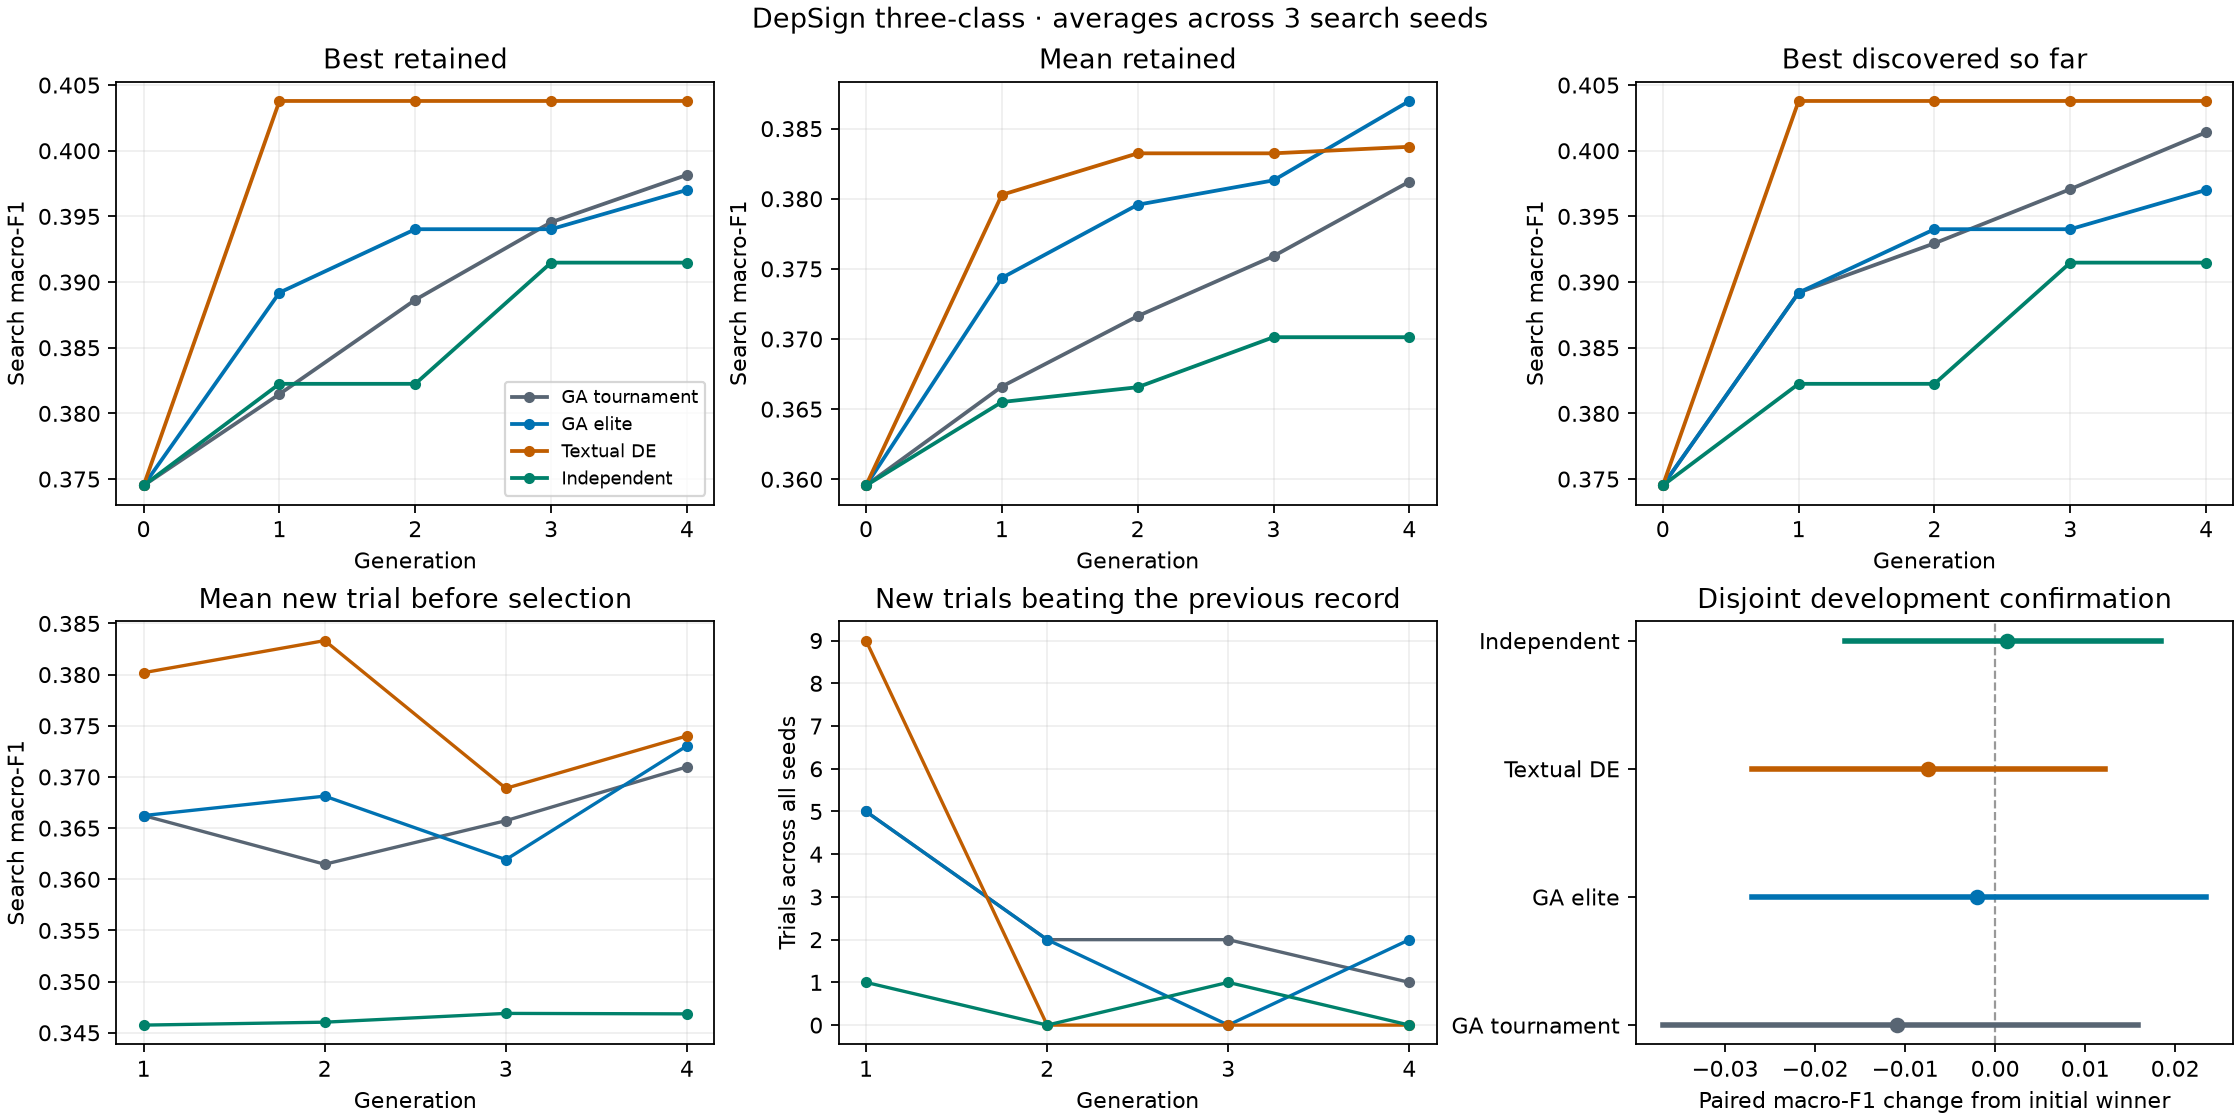 DepSign three-class · averages across 3 search seeds
Best retained
Search macro-F1
0.405
0.400
0.395
0.390
0.385
0.380
0.375
GA tournament
GA elite
Textual DE
Independent
0 1 2 3 4
Generation
Mean retained
Search macro-F1
0.385
0.380
0.375
0.370
0.365
0.360
0 1 2 3 4
Generation
Best discovered so far
Search macro-F1
0.405
0.400
0.395
0.390
0.385
0.380
0.375
0 1 2 3 4
Generation
Mean new trial before selection
Search macro-F1
0.385
0.380
0.375
0.370
0.365
0.360
0.355
0.350
0.345
1 2 3 4
Generation
New trials beating the previous record
Trials across all seeds
9
8
7
6
5
4
3
2
1
0
1 2 3 4
Generation
Disjoint development confirmation
Independent
Textual DE
GA elite
GA tournament
−0.03 −0.02 −0.01 0.00 0.01 0.02
Paired macro-F1 change from initial winner